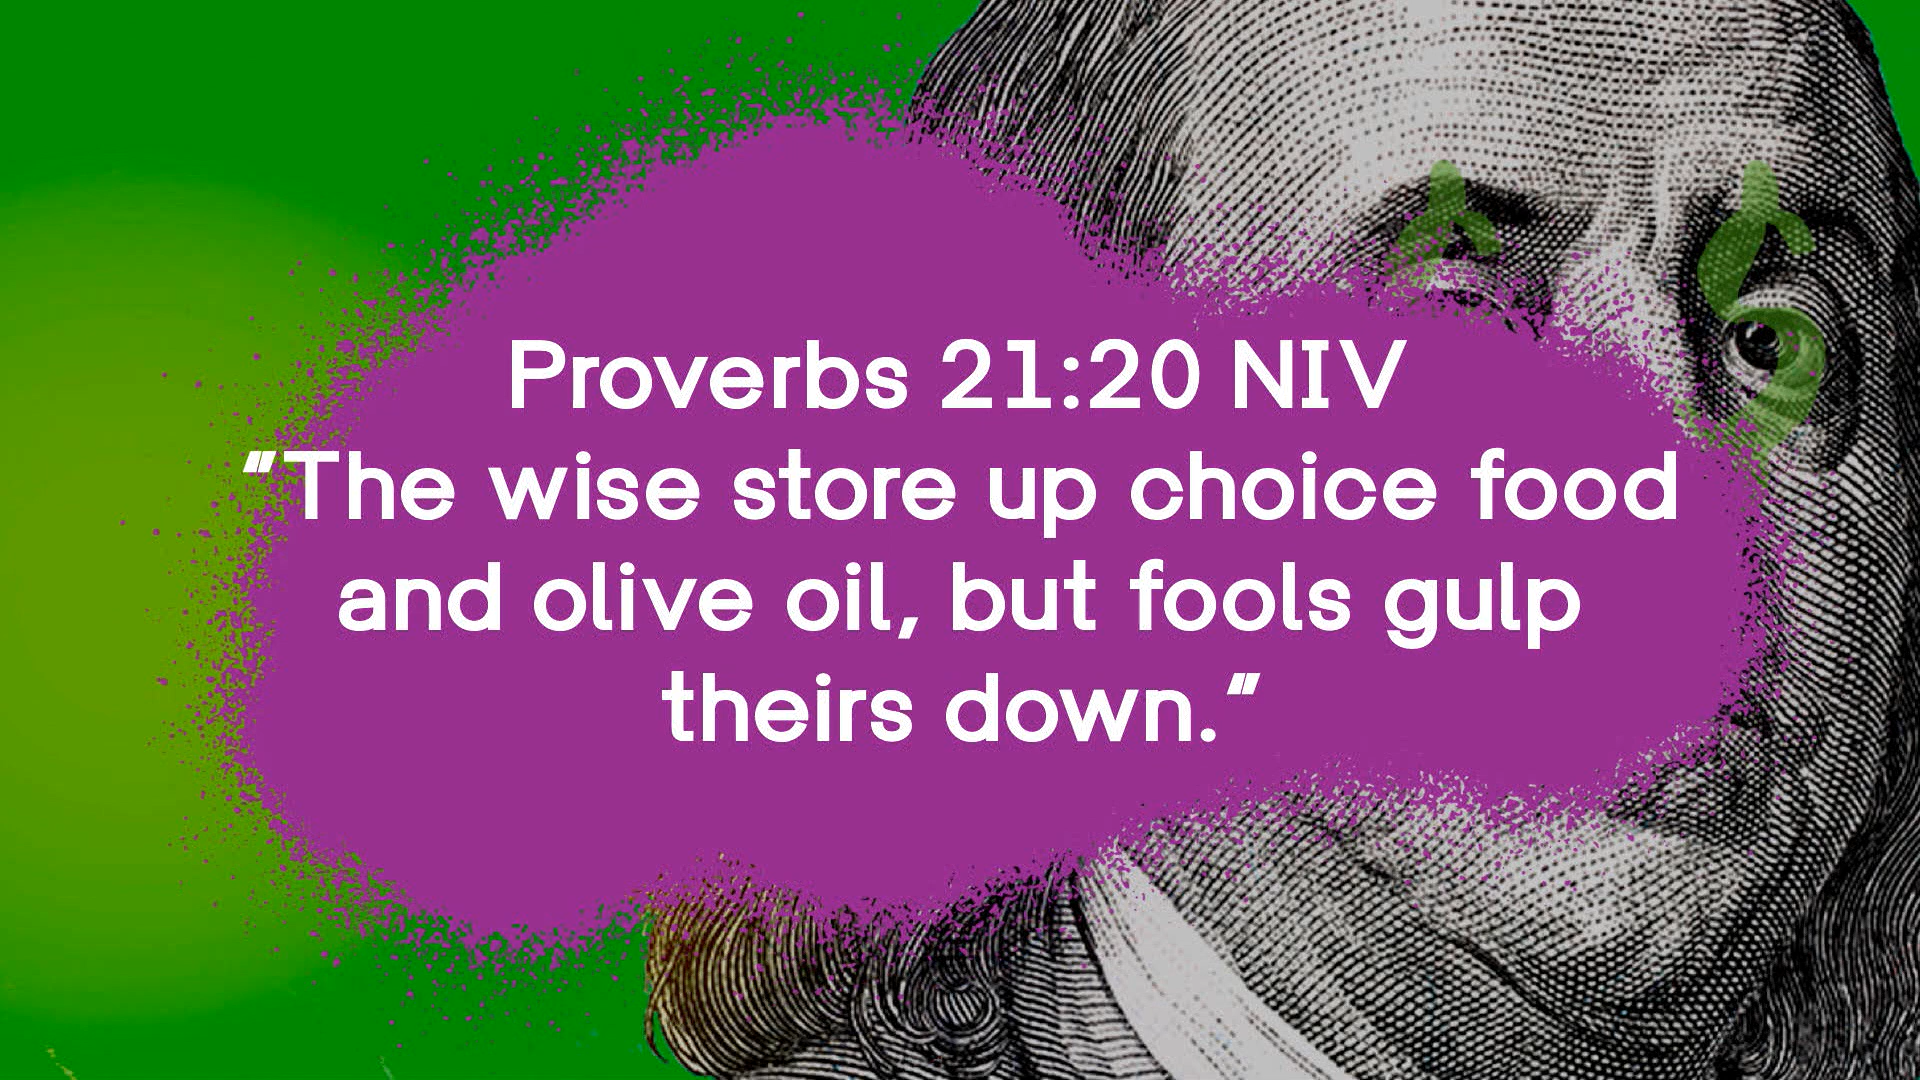 Proverbs 21:20 NIV
"The wise store up choice food
and olive oil, but fools gulp
theirs down."